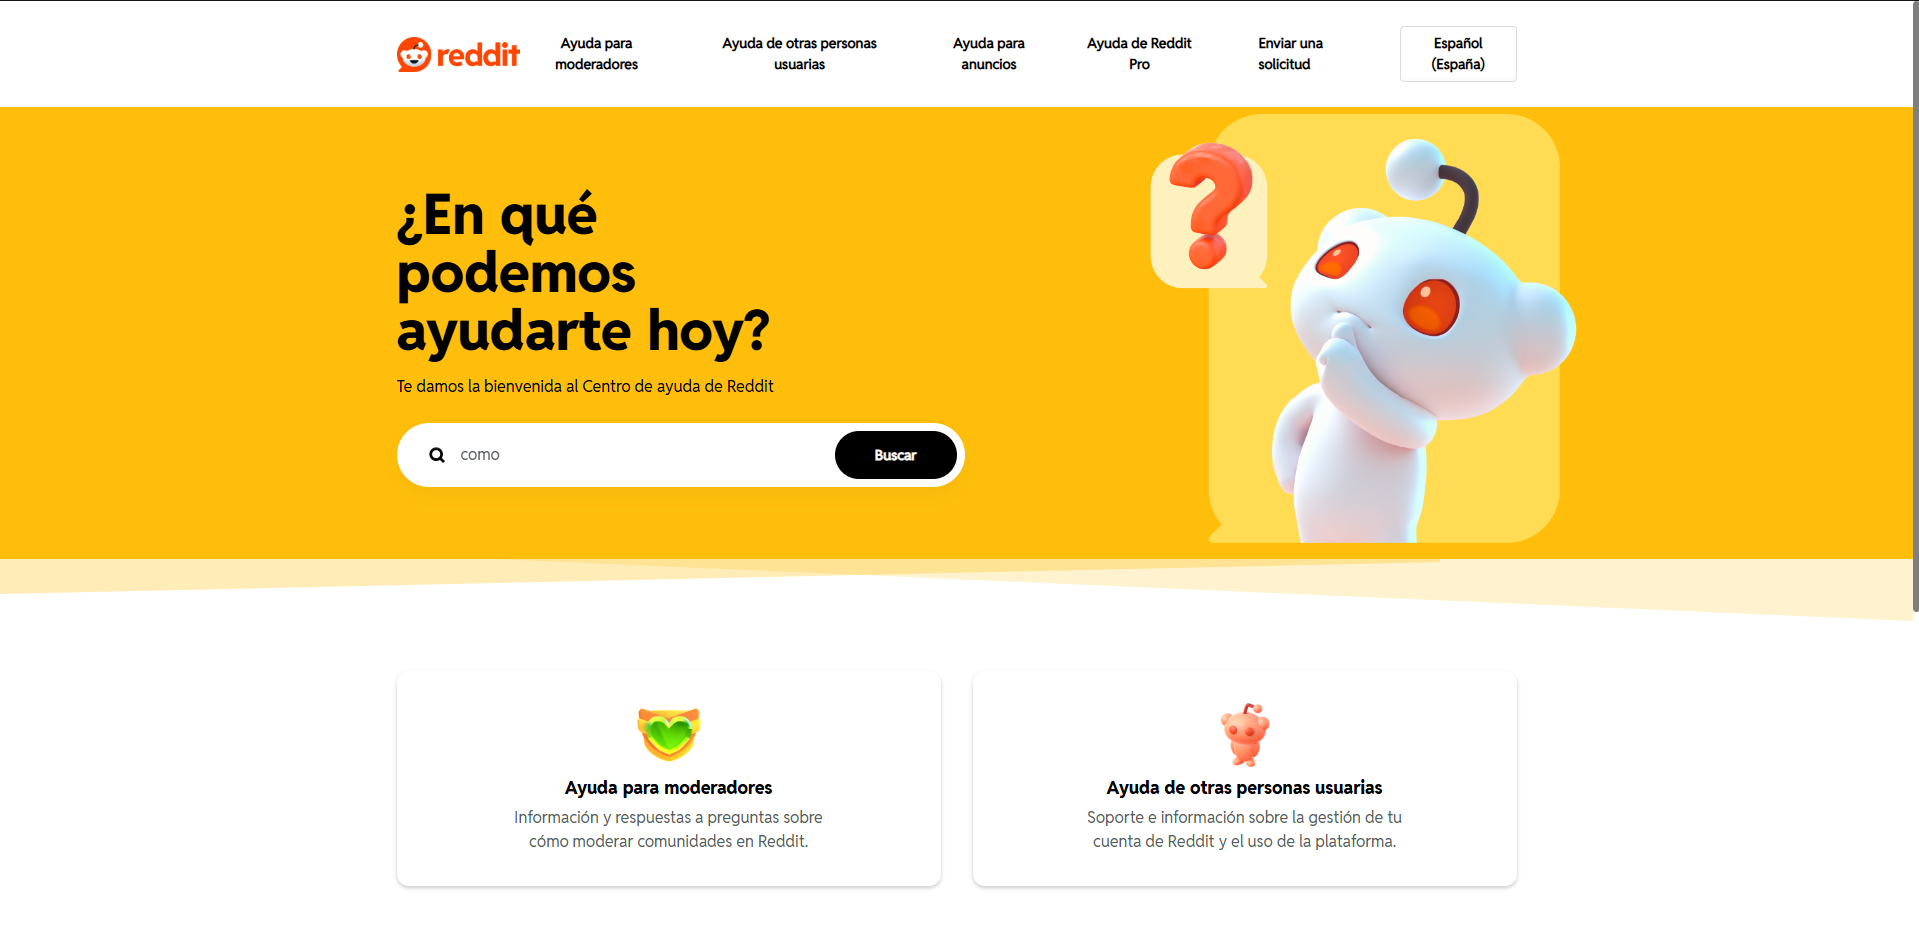 reddit
Ayuda para
moderadores
Ayuda de otras personas
usuarias
Ayuda para
anuncios
Ayuda de Reddit
Pro
Enviar una
solicitud
Español
(España)
¿En qué
podemos
ayudarte hoy?
Te damos la bienvenida al Centro de ayuda de Reddit
como
Buscar
?
Ayuda para moderadores
Información y respuestas a preguntas sobre
cómo moderar comunidades en Reddit.
Ayuda de otras personas usuarias
Soporte e información sobre la gestión de tu
cuenta de Reddit y el uso de la plataforma.